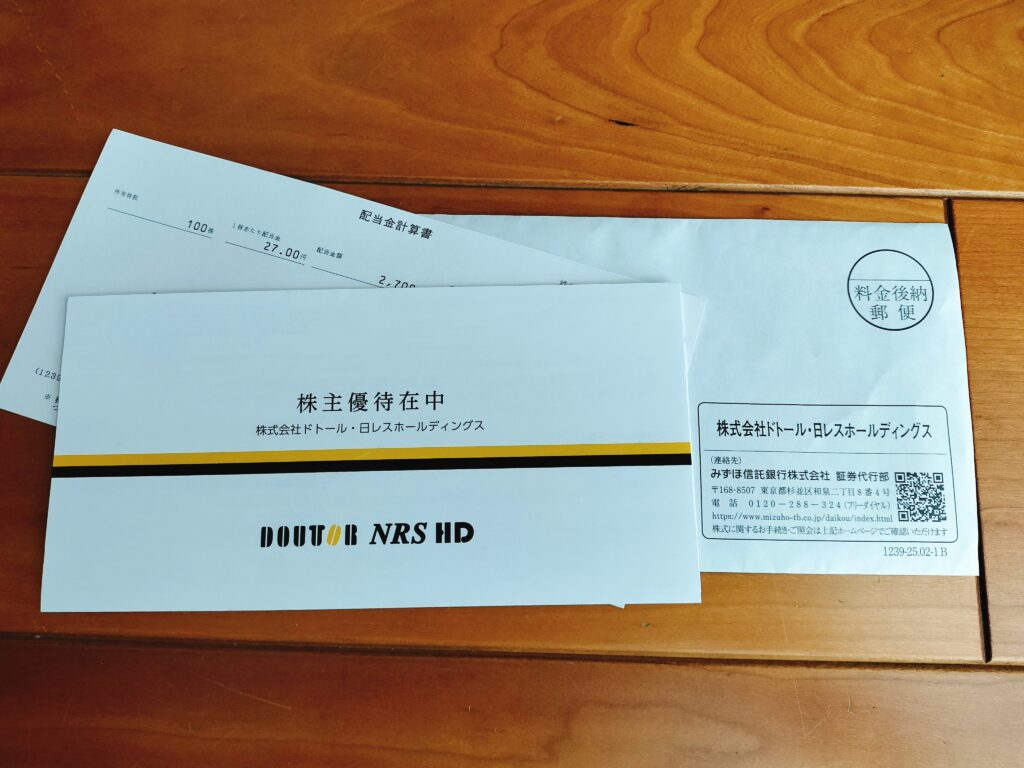 配当金計算書
所有株数
100株
1株あたり配当金
27.00円
配当金額
2,700
株主優待在中
株式会社ドトール・日レスホールディングス
DOUTOR NRS HD
料金後納
郵便
株式会社ドトール・日レスホールディングス
(連絡先)
みずほ信託銀行株式会社 証券代行部
〒168-8507 東京都杉並区和泉二丁目8番4号
電話 0120-288-324(フリーダイヤル)
https://www.mizuho-tb.co.jp/daikou/index.html
株式に関するお手続き・ご照会は上記ホームページでご確認いただけます
1239-25.02-1B